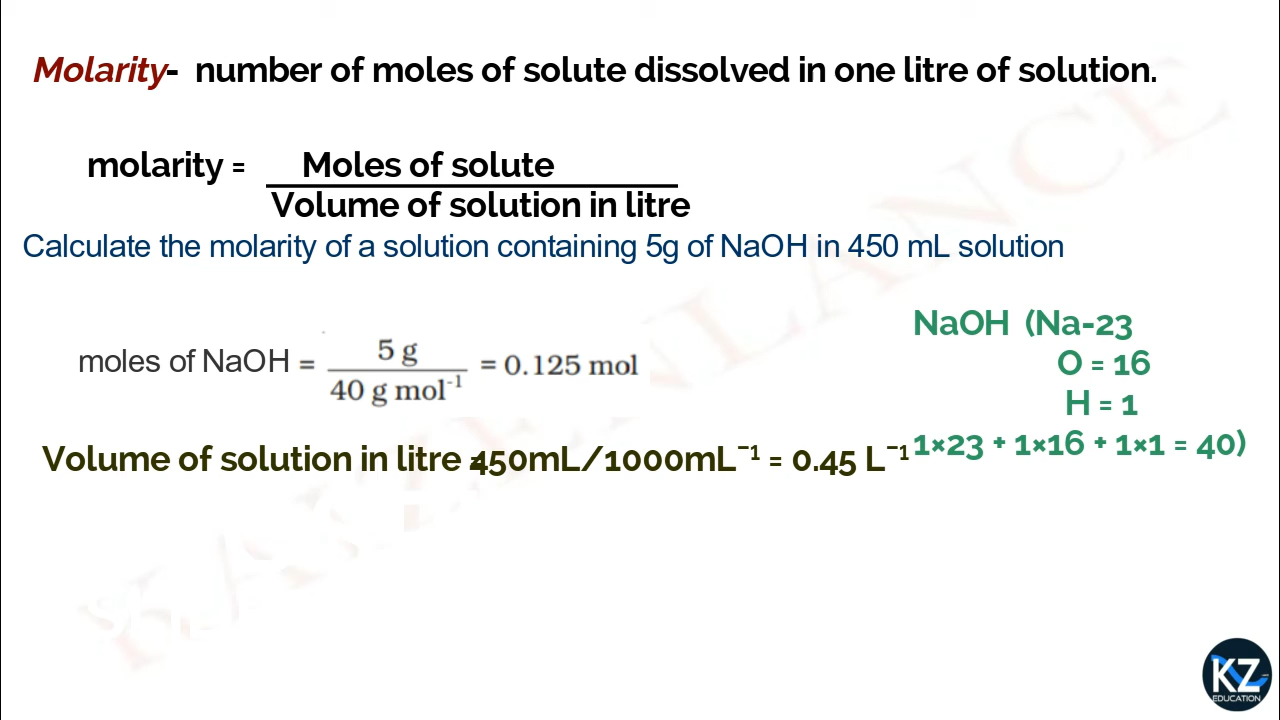 Molarity- number of moles of solute dissolved in one litre of solution.
molarity = Moles of solute
Volume of solution in litre
Calculate the molarity of a solution containing 5g of NaOH in 450 mL solution
moles of NaOH = 5 g / 40 g mol⁻¹ = 0.125 mol
NaOH (Na-23
O = 16
H = 1
1×23 + 1×16 + 1×1 = 40)
Volume of solution in litre =450mL/1000mL⁻¹ = 0.45 L⁻¹
KZ
EDUCATION